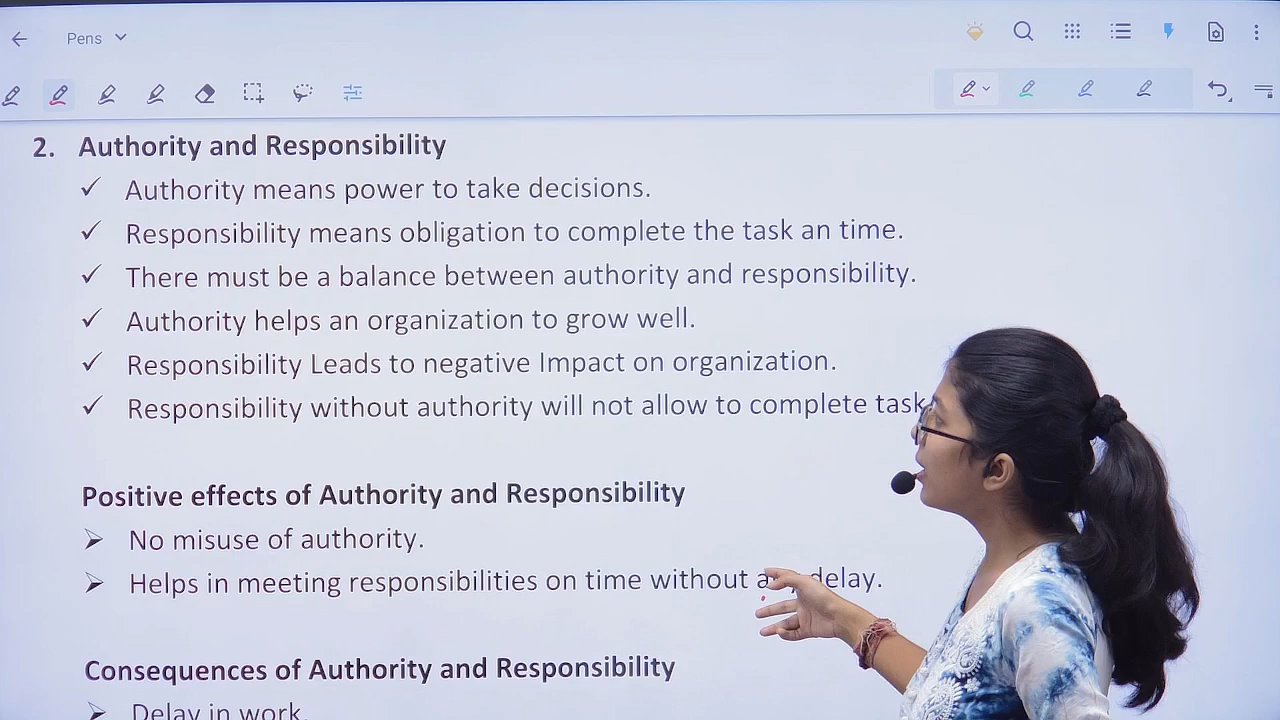 Pens
2. Authority and Responsibility
✓ Authority means power to take decisions.
✓ Responsibility means obligation to complete the task an time.
✓ There must be a balance between authority and responsibility.
✓ Authority helps an organization to grow well.
✓ Responsibility Leads to negative Impact on organization.
✓ Responsibility without authority will not allow to complete task
Positive effects of Authority and Responsibility
➢ No misuse of authority.
➢ Helps in meeting responsibilities on time without delay.
Consequences of Authority and Responsibility
➢ Delay in work.